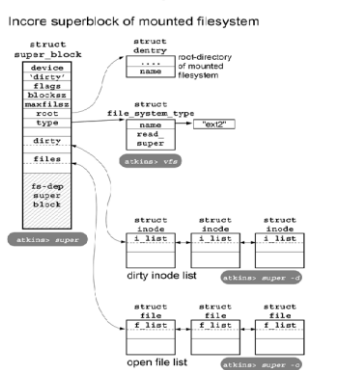 Incore superblock of mounted filesystem
struct
super_block
device
'dirty'
flags
blocksz
maxfilsz
root
type
dirty
files
fs-dep
super
block
atkins> super
struct
dentry
....
name
root-directory
of mounted
filesystem
struct
file_system_type
name
read_
super
"ext2"
atkins> vfs
struct
inode
i_list
struct
inode
i_list
struct
inode
i_list
dirty inode list
atkins> super -d
struct
file
f_list
struct
file
f_list
struct
file
f_list
open file list
atkins> super -o